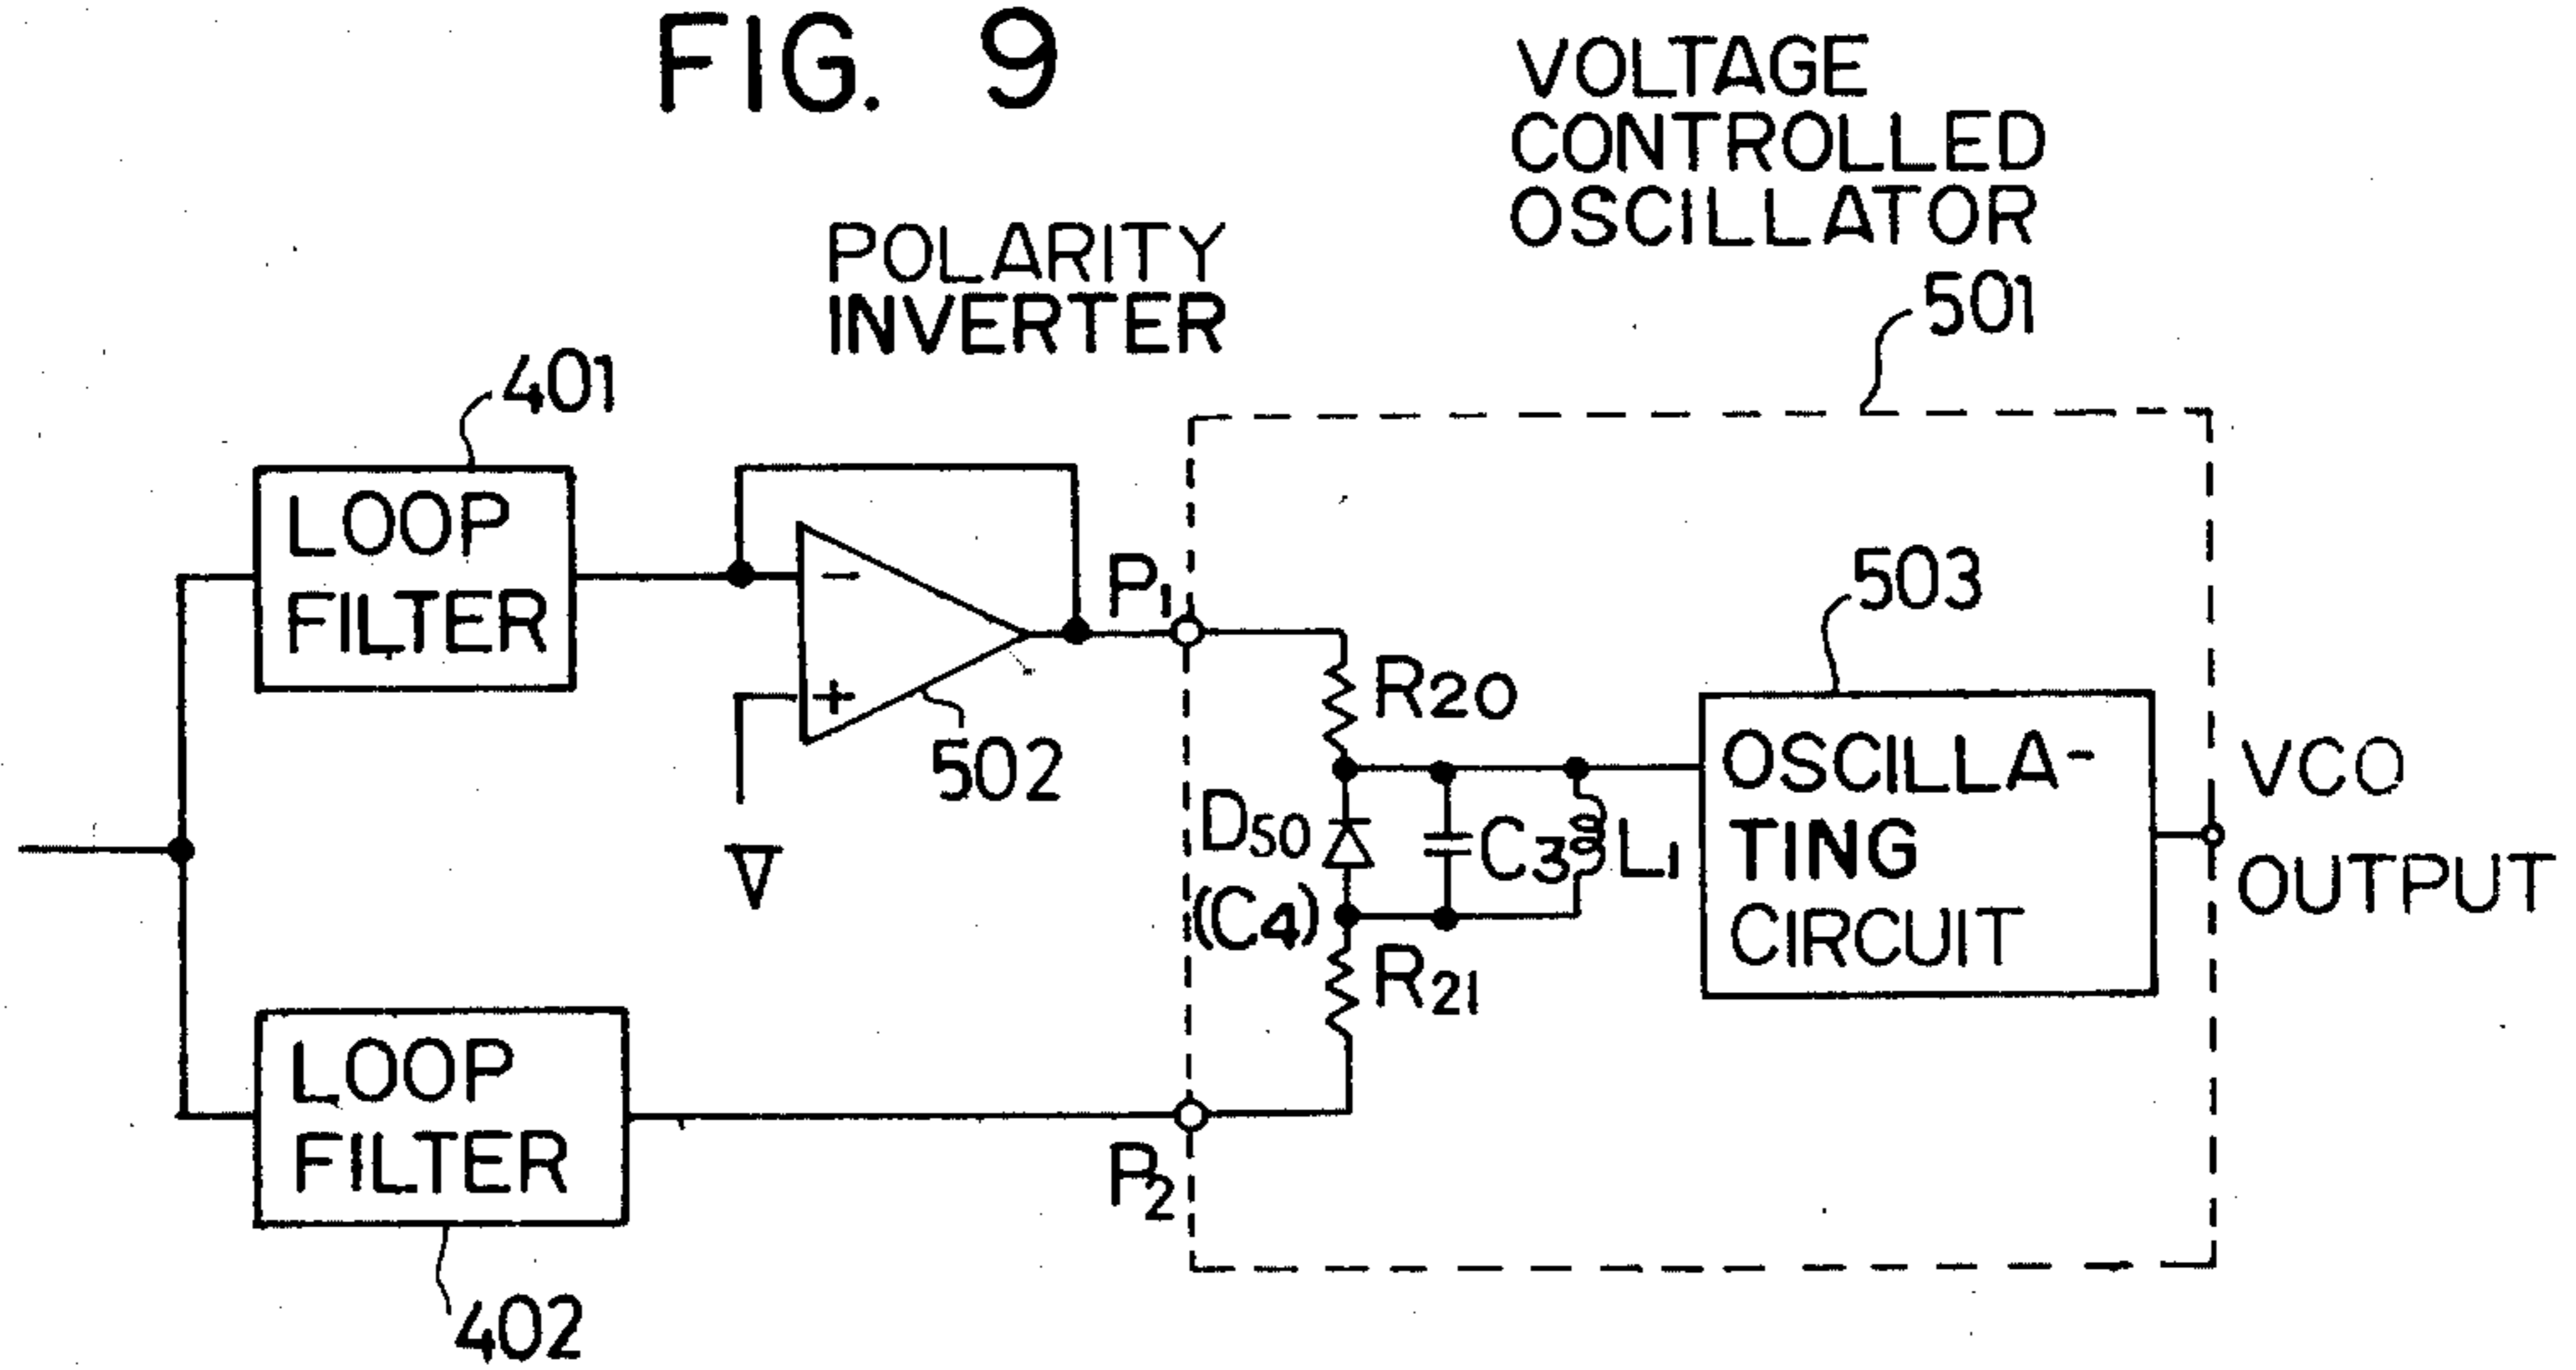 FIG. 9
VOLTAGE
CONTROLLED
OSCILLATOR
501
POLARITY
INVERTER
401
LOOP
FILTER
-
+
502
P1
R20
503
D50
(C4)
C3
L1
R21
OSCILLA-
TING
CIRCUIT
VCO
OUTPUT
LOOP
FILTER
402
P2